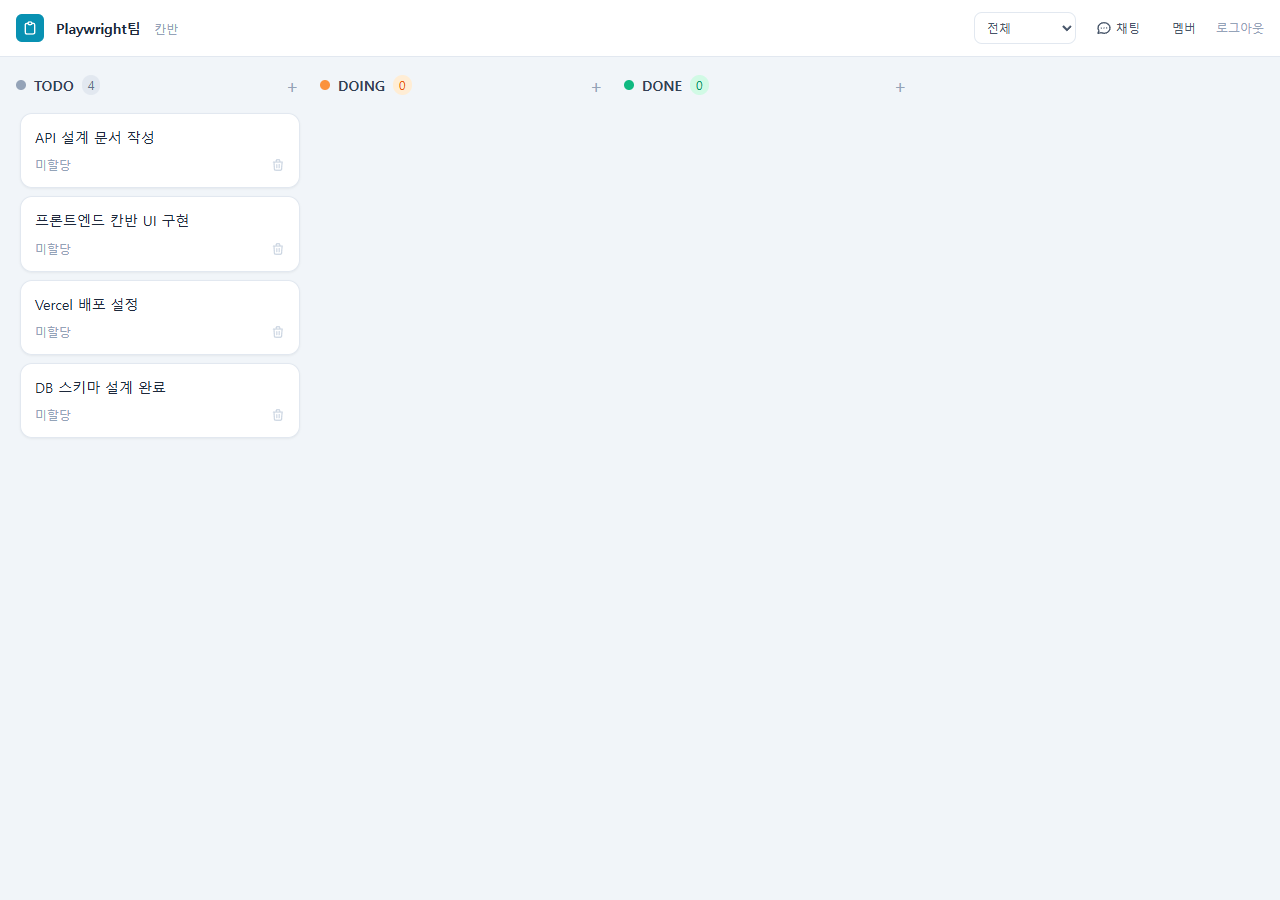 Playwright팀 칸반 전체 채팅 멤버 로그아웃
TODO 4 + DOING 0 + DONE 0 +
API 설계 문서 작성
미할당
프론트엔드 칸반 UI 구현
미할당
Vercel 배포 설정
미할당
DB 스키마 설계 완료
미할당